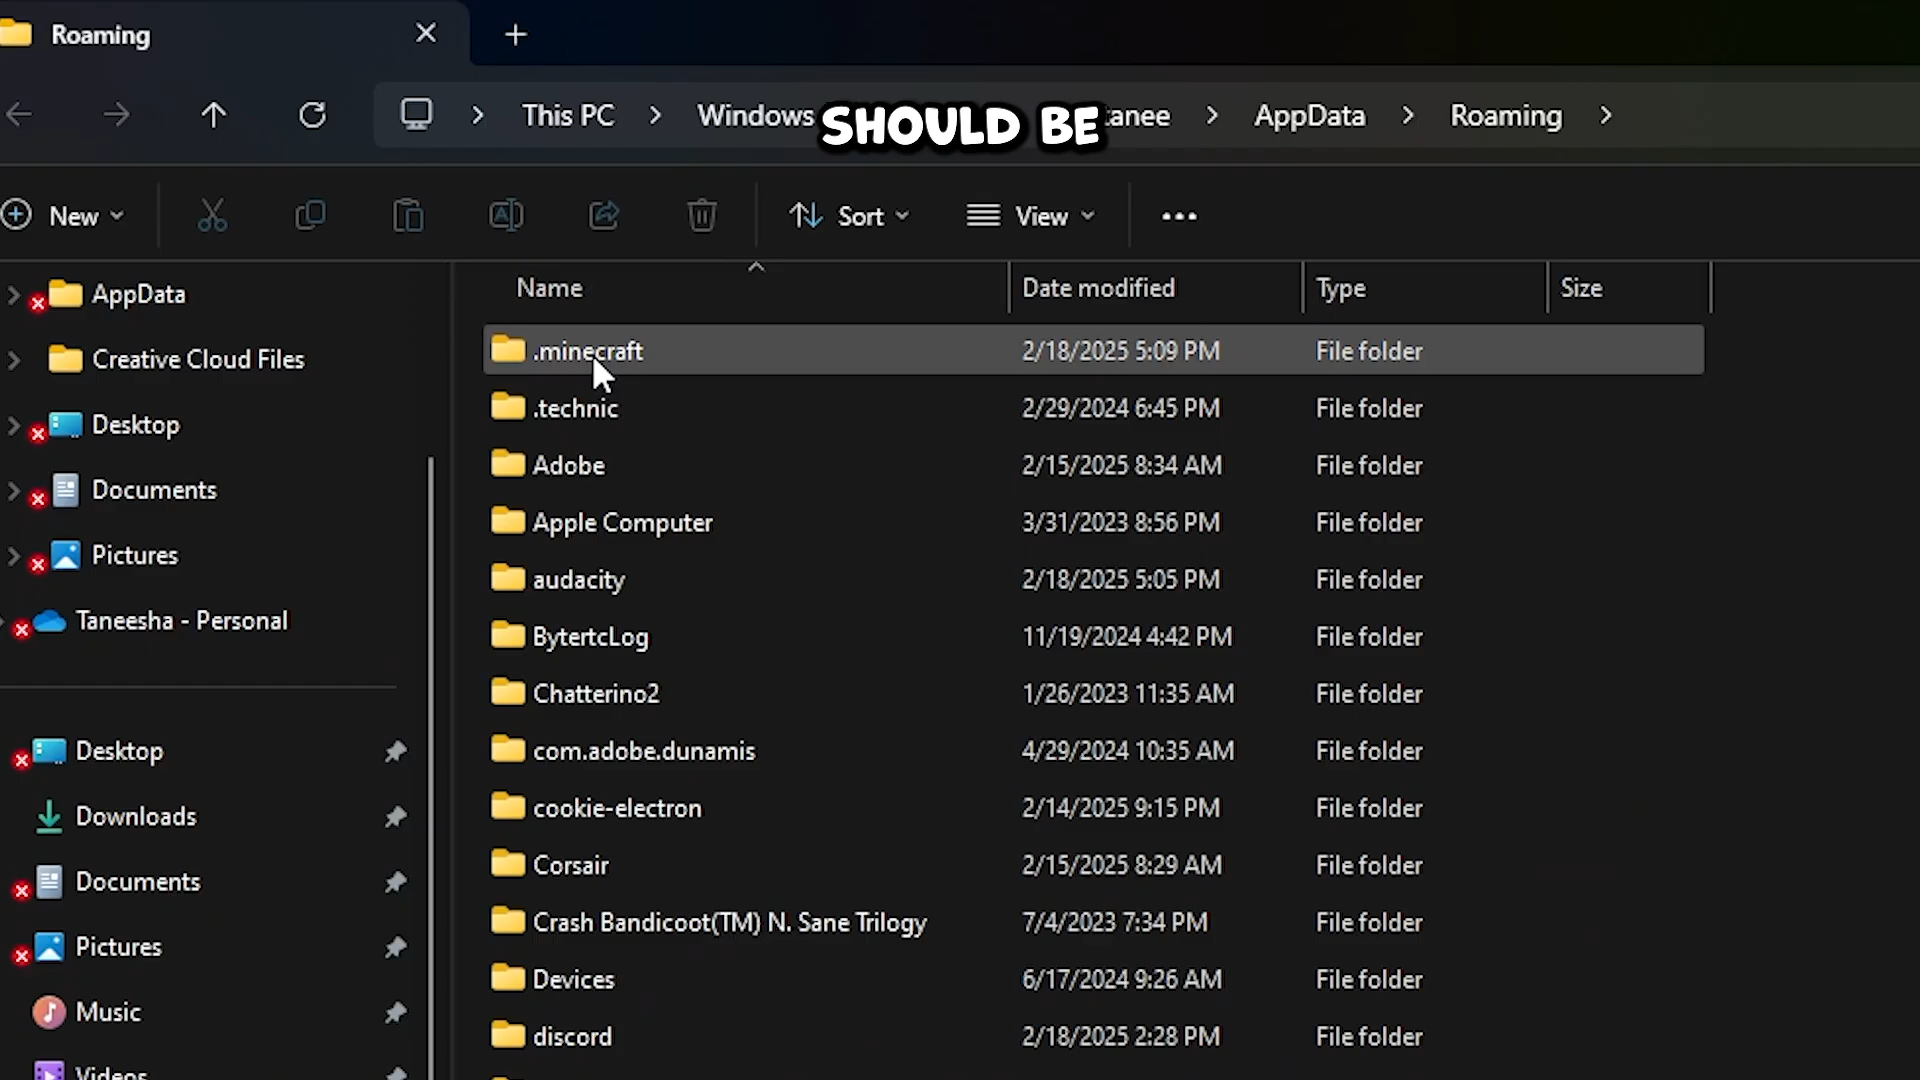 Roaming
This PC Windows SHOULD BE AppData Roaming
New Sort View
AppData
Creative Cloud Files
Desktop
Documents
Pictures
Taneesha - Personal
Desktop
Downloads
Documents
Pictures
Music
Videos
Name Date modified Type Size
.minecraft 2/18/2025 5:09 PM File folder
.technic 2/29/2024 6:45 PM File folder
Adobe 2/15/2025 8:34 AM File folder
Apple Computer 3/31/2023 8:56 PM File folder
audacity 2/18/2025 5:05 PM File folder
BytertcLog 11/19/2024 4:42 PM File folder
Chatterino2 1/26/2023 11:35 AM File folder
com.adobe.dunamis 4/29/2024 10:35 AM File folder
cookie-electron 2/14/2025 9:15 PM File folder
Corsair 2/15/2025 8:29 AM File folder
Crash Bandicoot(TM) N. Sane Trilogy 7/4/2023 7:34 PM File folder
Devices 6/17/2024 9:26 AM File folder
discord 2/18/2025 2:28 PM File folder